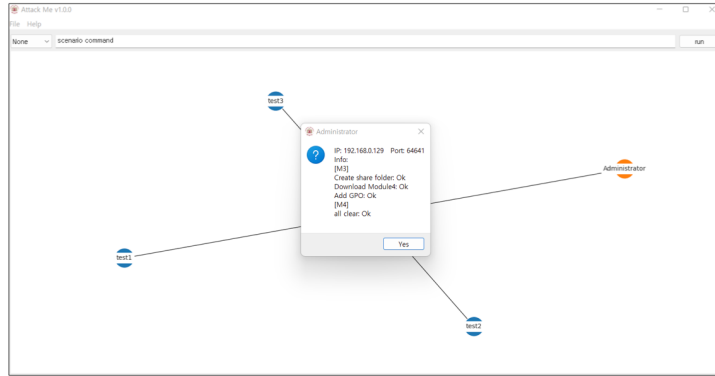 Attack Me v1.0.0
File Help
None scenario command run
test3
Administrator
IP: 192.168.0.129 Port: 64641
Info:
[M3]
Create share folder: Ok
Download Module4: Ok
Add GPO: Ok
[M4]
all clear: Ok
Yes
Administrator
test1
test2